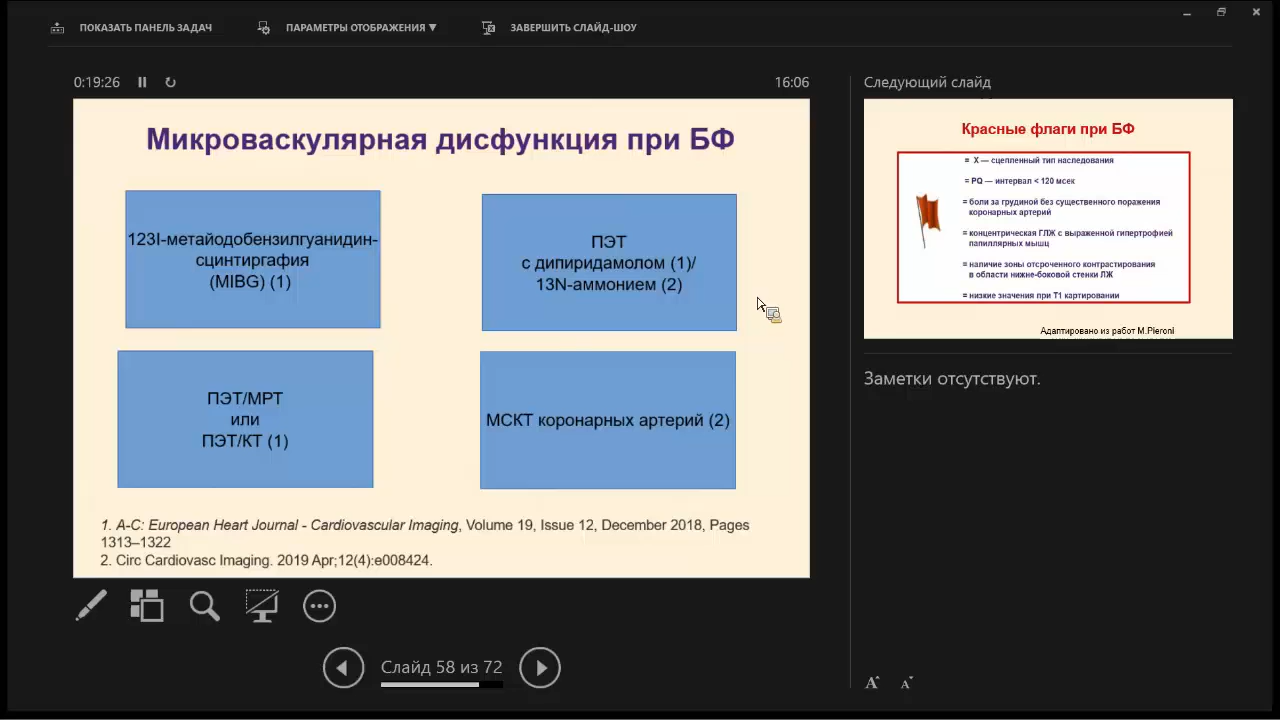 ПОКАЗАТЬ ПАНЕЛЬ ЗАДАЧ
ПАРАМЕТРЫ ОТОБРАЖЕНИЯ ▼
ЗАВЕРШИТЬ СЛАЙД-ШОУ
0:19:26
16:06
Микроваскулярная дисфункция при БФ
123I-метайодобензилгуанидин-
сцинтиргафия
(MIBG) (1)
ПЭТ
с дипиридамолом (1)/
13N-аммонием (2)
ПЭТ/МРТ
или
ПЭТ/КТ (1)
МСКТ коронарных артерий (2)
1. A-C: European Heart Journal - Cardiovascular Imaging, Volume 19, Issue 12, December 2018, Pages
1313–1322
2. Circ Cardiovasc Imaging. 2019 Apr;12(4):e008424.
Слайд 58 из 72
Следующий слайд
Красные флаги при БФ
= X — сцепленный тип наследования
= PQ — интервал < 120 мсек
= боли за грудиной без существенного поражения
коронарных артерий
= концентрическая ГЛЖ с выраженной гипертрофией
папиллярных мышц
= наличие зоны отсроченного контрастирования
в области нижне-боковой стенки ЛЖ
= низкие значения при Т1 картировании
Адаптировано из работ M.Pieroni
Заметки отсутствуют.
A A